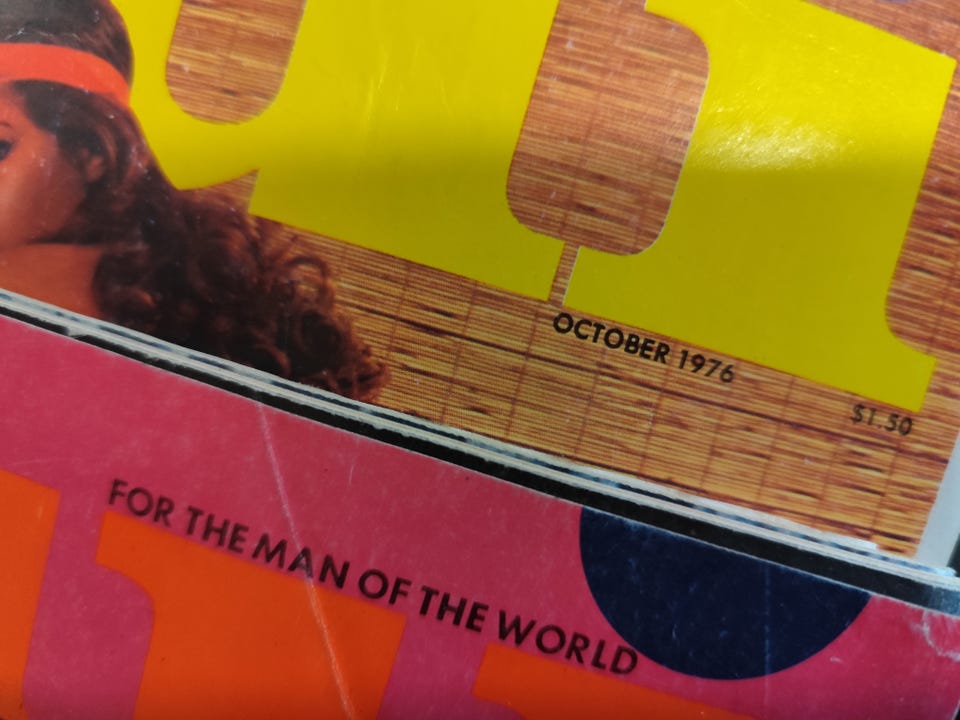 OCTOBER 1976
$1.50
FOR THE MAN OF THE WORLD